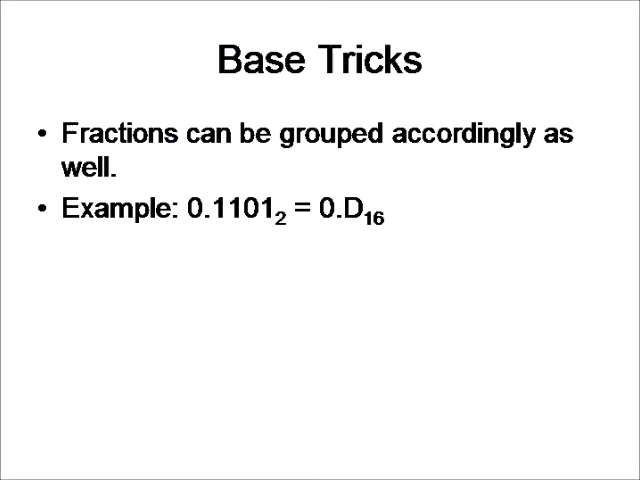 Base Tricks
• Fractions can be grouped accordingly as
well.
• Example: 0.1101₂ = 0.D₁₆